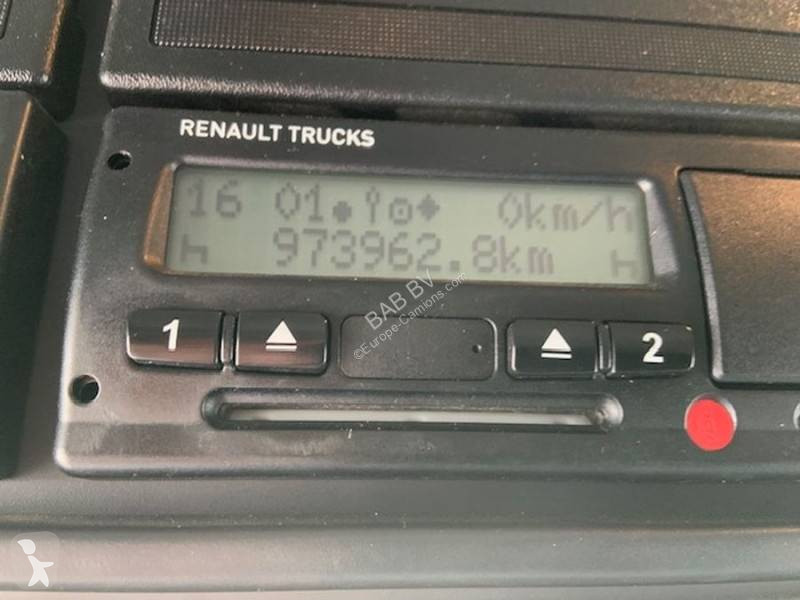 RENAULT TRUCKS
16 01 0km/h
973962.8km
BAB BV
©Europe-Camions.com
1
2